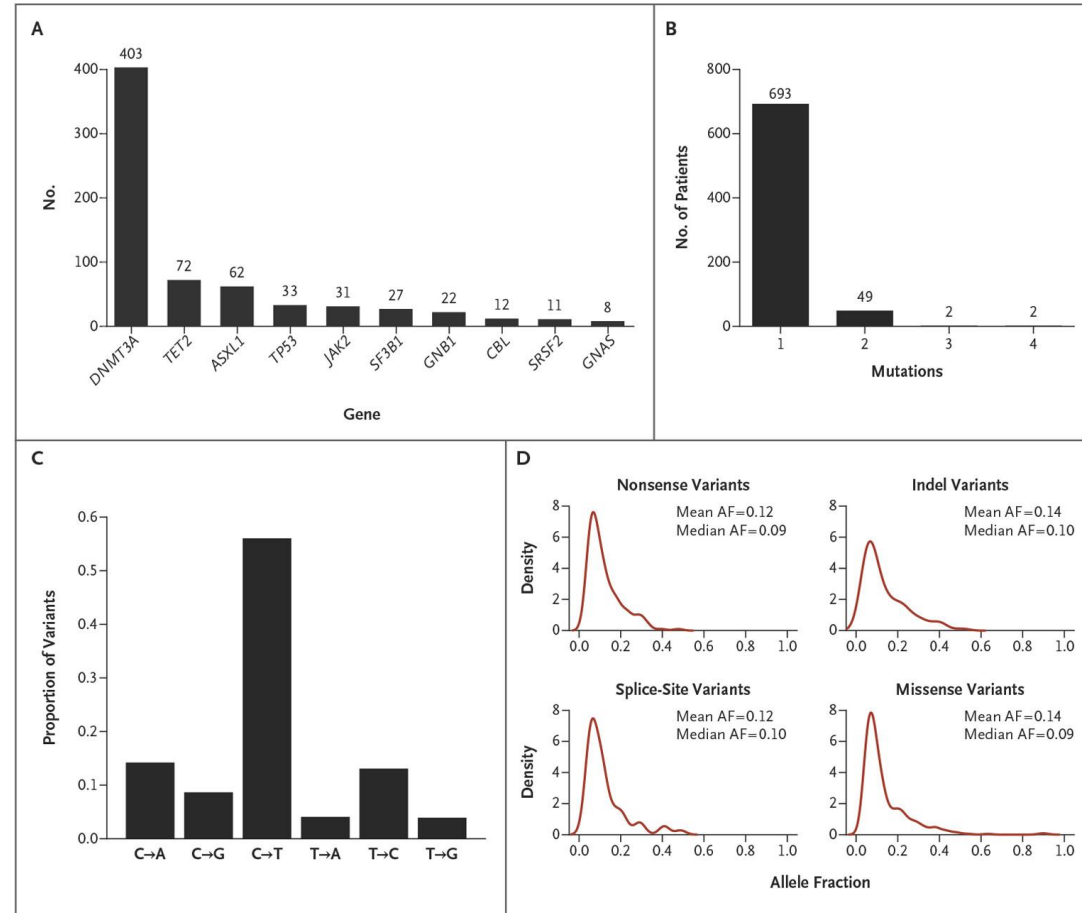 A
403
400
300
200
100
0
No.
72
62
33
31
27
22
12
11
8
DNMT3A
TET2
ASXL1
TP53
JAK2
SF3B1
GNB1
CBL
SRSF2
GNAS
Gene
B
800
600
400
200
0
No. of Patients
693
49
2
2
1
2
3
4
Mutations
C
0.6
0.5
0.4
0.3
0.2
0.1
0.0
Proportion of Variants
C→A
C→G
C→T
T→A
T→C
T→G
D
Nonsense Variants
Mean AF=0.12
Median AF=0.09
8
6
4
2
0
Density
0.0 0.2 0.4 0.6 0.8 1.0
Indel Variants
Mean AF=0.14
Median AF=0.10
8
6
4
2
0
0.0 0.2 0.4 0.6 0.8 1.0
Splice-Site Variants
Mean AF=0.12
Median AF=0.10
8
6
4
2
0
Density
0.0 0.2 0.4 0.6 0.8 1.0
Missense Variants
Mean AF=0.14
Median AF=0.09
8
6
4
2
0
0.0 0.2 0.4 0.6 0.8 1.0
Allele Fraction